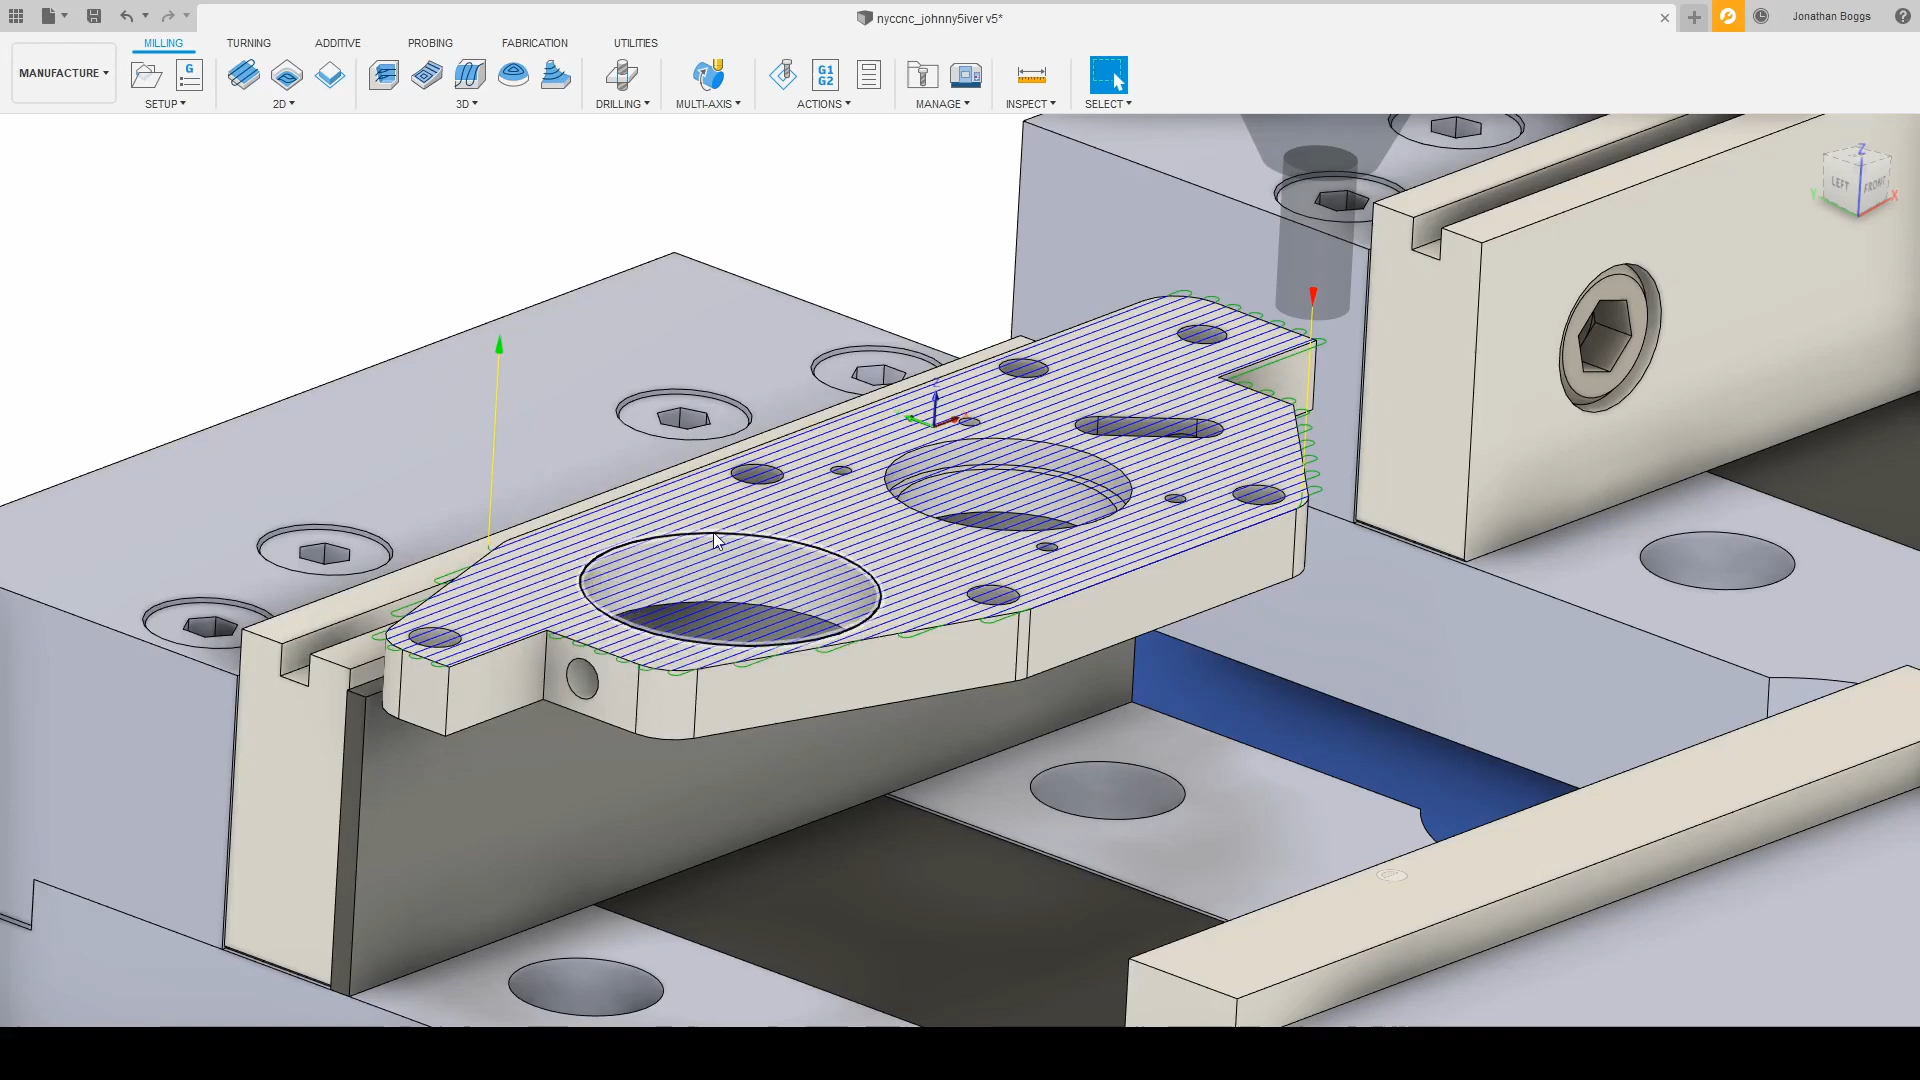 nyccnc_johnny5iver v5*
Jonathan Boggs
MANUFACTURE
MILLING TURNING ADDITIVE PROBING FABRICATION UTILITIES
G
G1
G2
SETUP 2D 3D DRILLING MULTI-AXIS ACTIONS MANAGE INSPECT SELECT
Z
LEFT FRONT
Y X